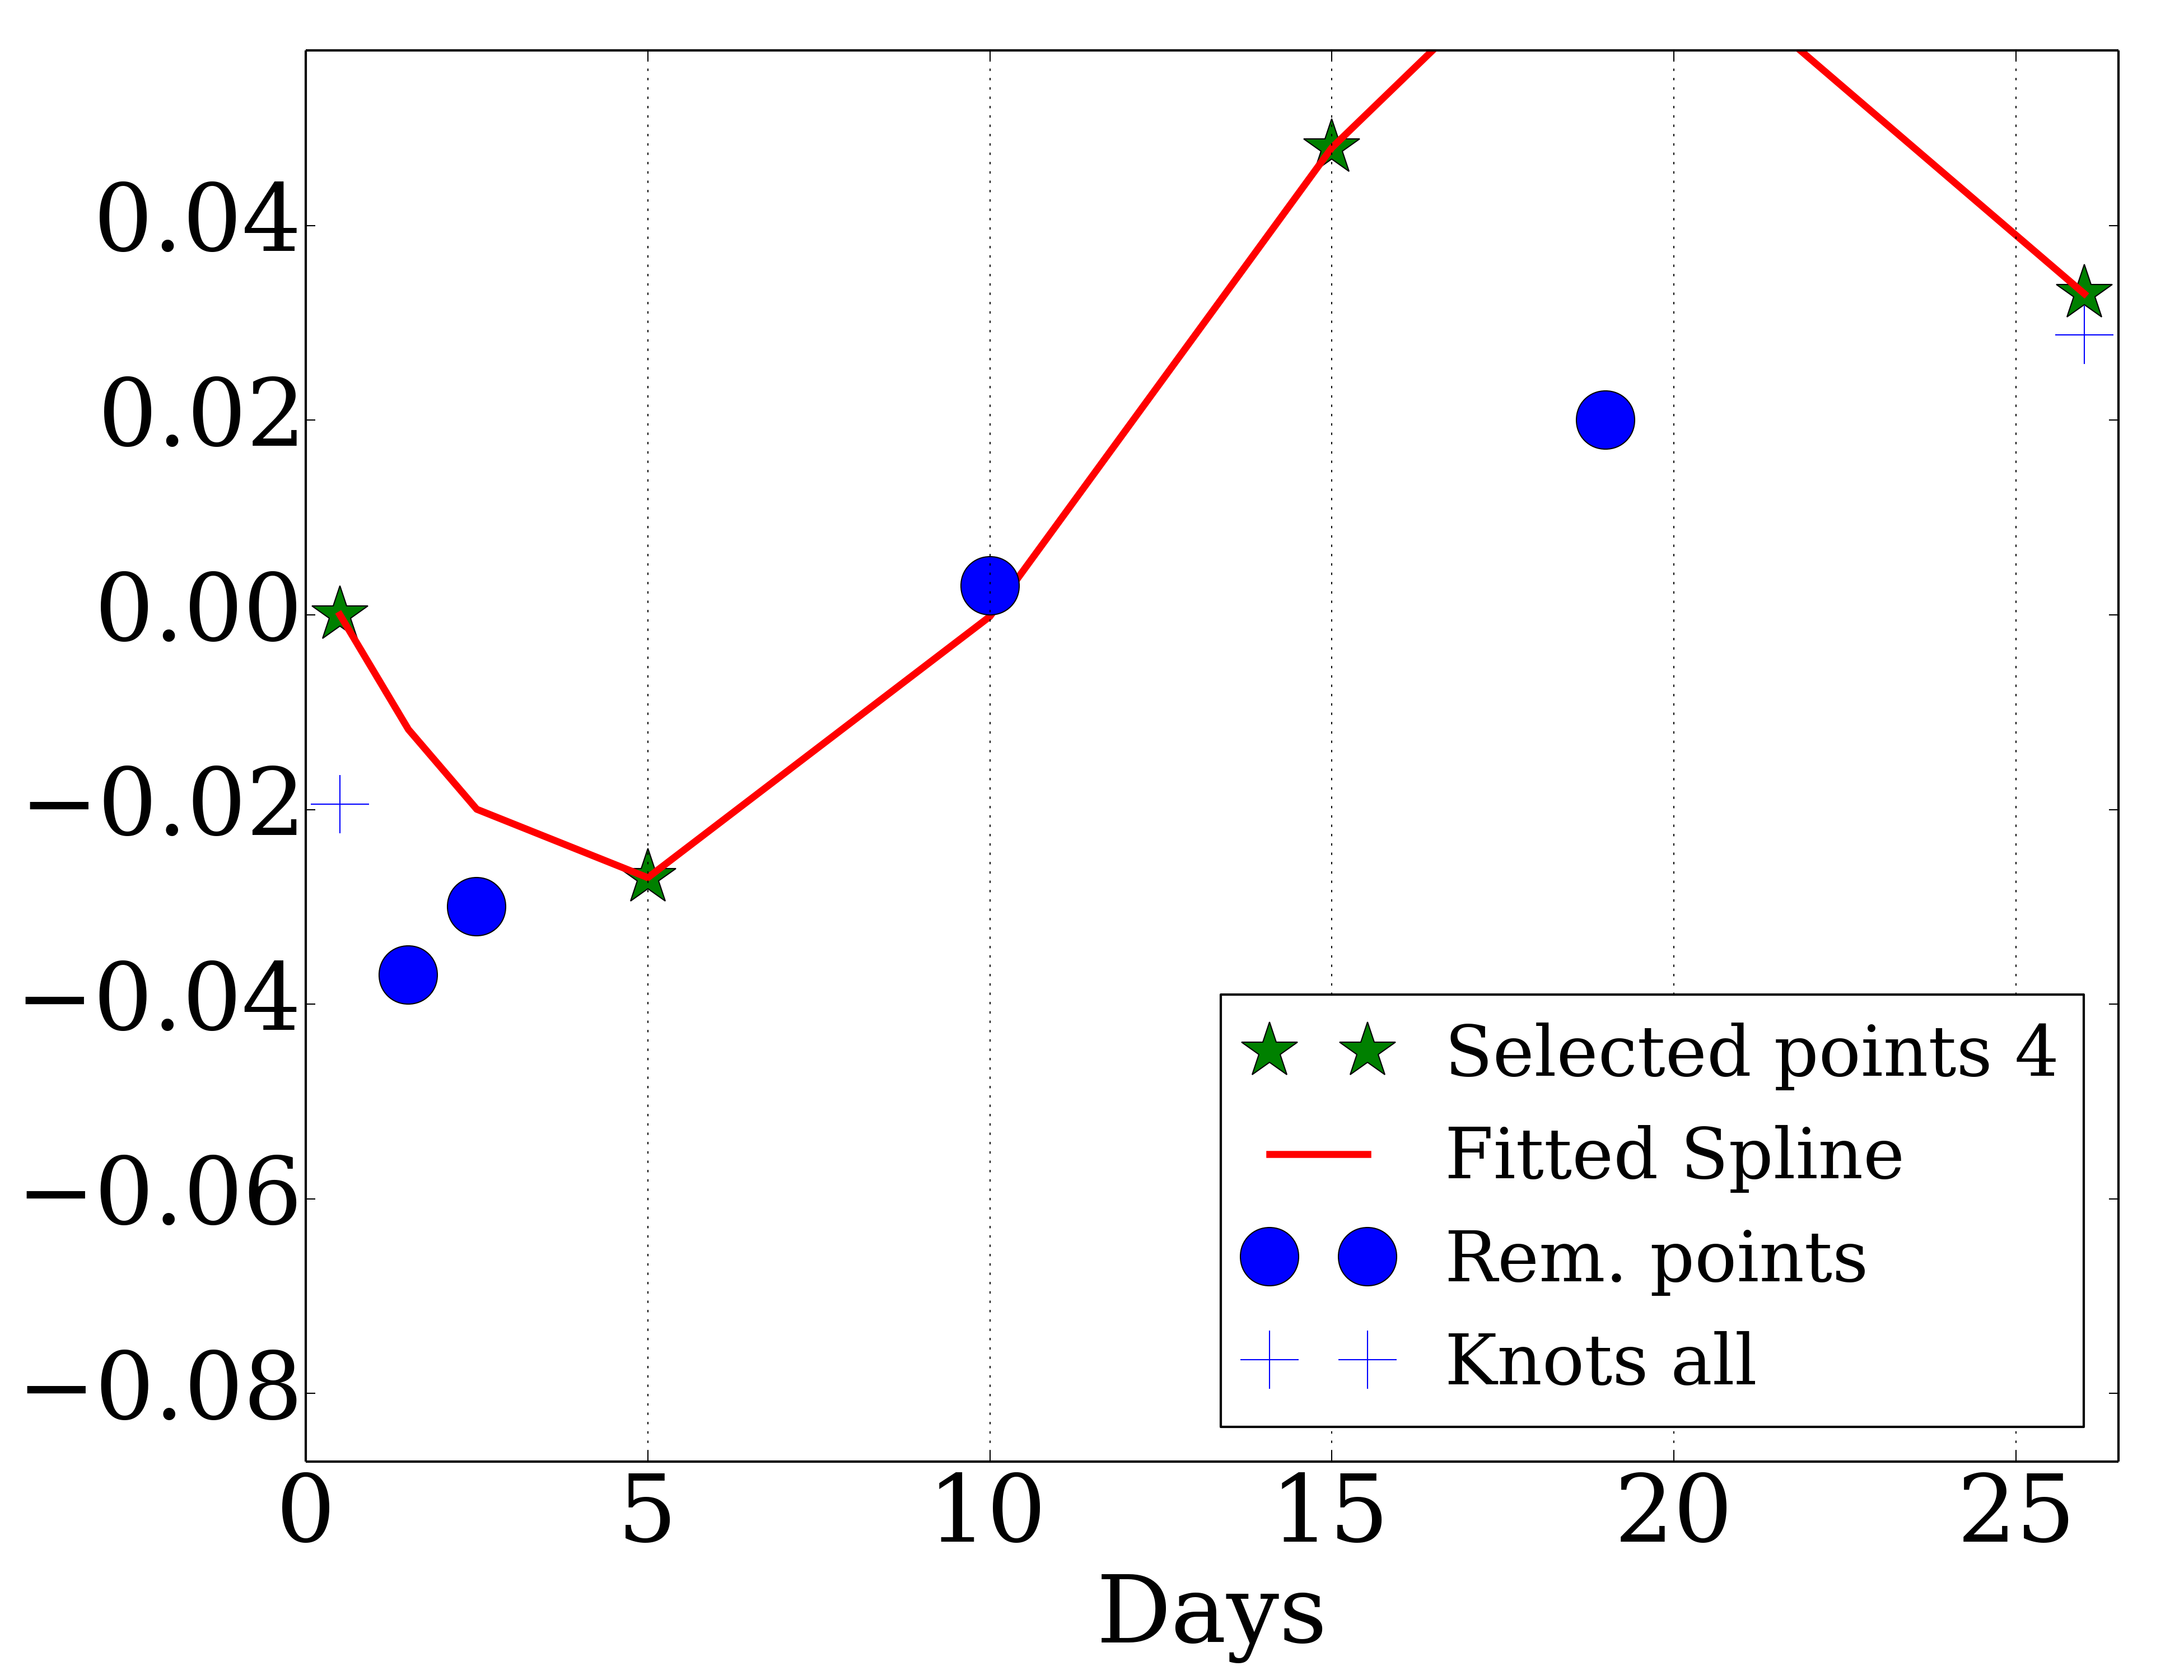 0.04
0.02
0.00
−0.02
−0.04
−0.06
−0.08
Selected points 4
Fitted Spline
Rem. points
Knots all
0 5 10 15 20 25
Days